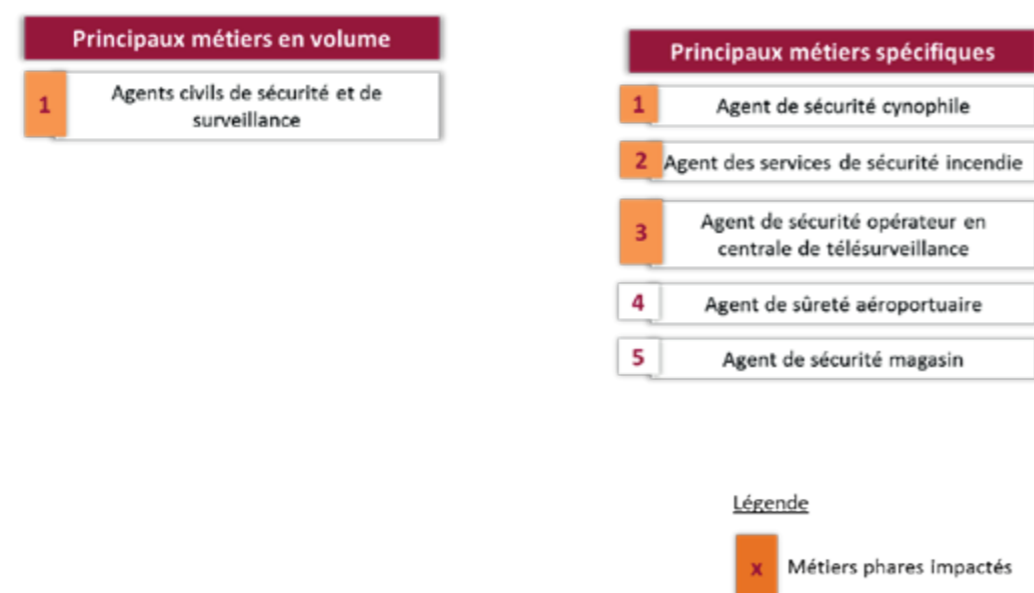 Principaux métiers en volume
1
Agents civils de sécurité et de
surveillance
Principaux métiers spécifiques
1
Agent de sécurité cynophile
2
Agent des services de sécurité incendie
3
Agent de sécurité opérateur en
centrale de télésurveillance
4
Agent de sûreté aéroportuaire
5
Agent de sécurité magasin
Légende
x
Métiers phares impactés